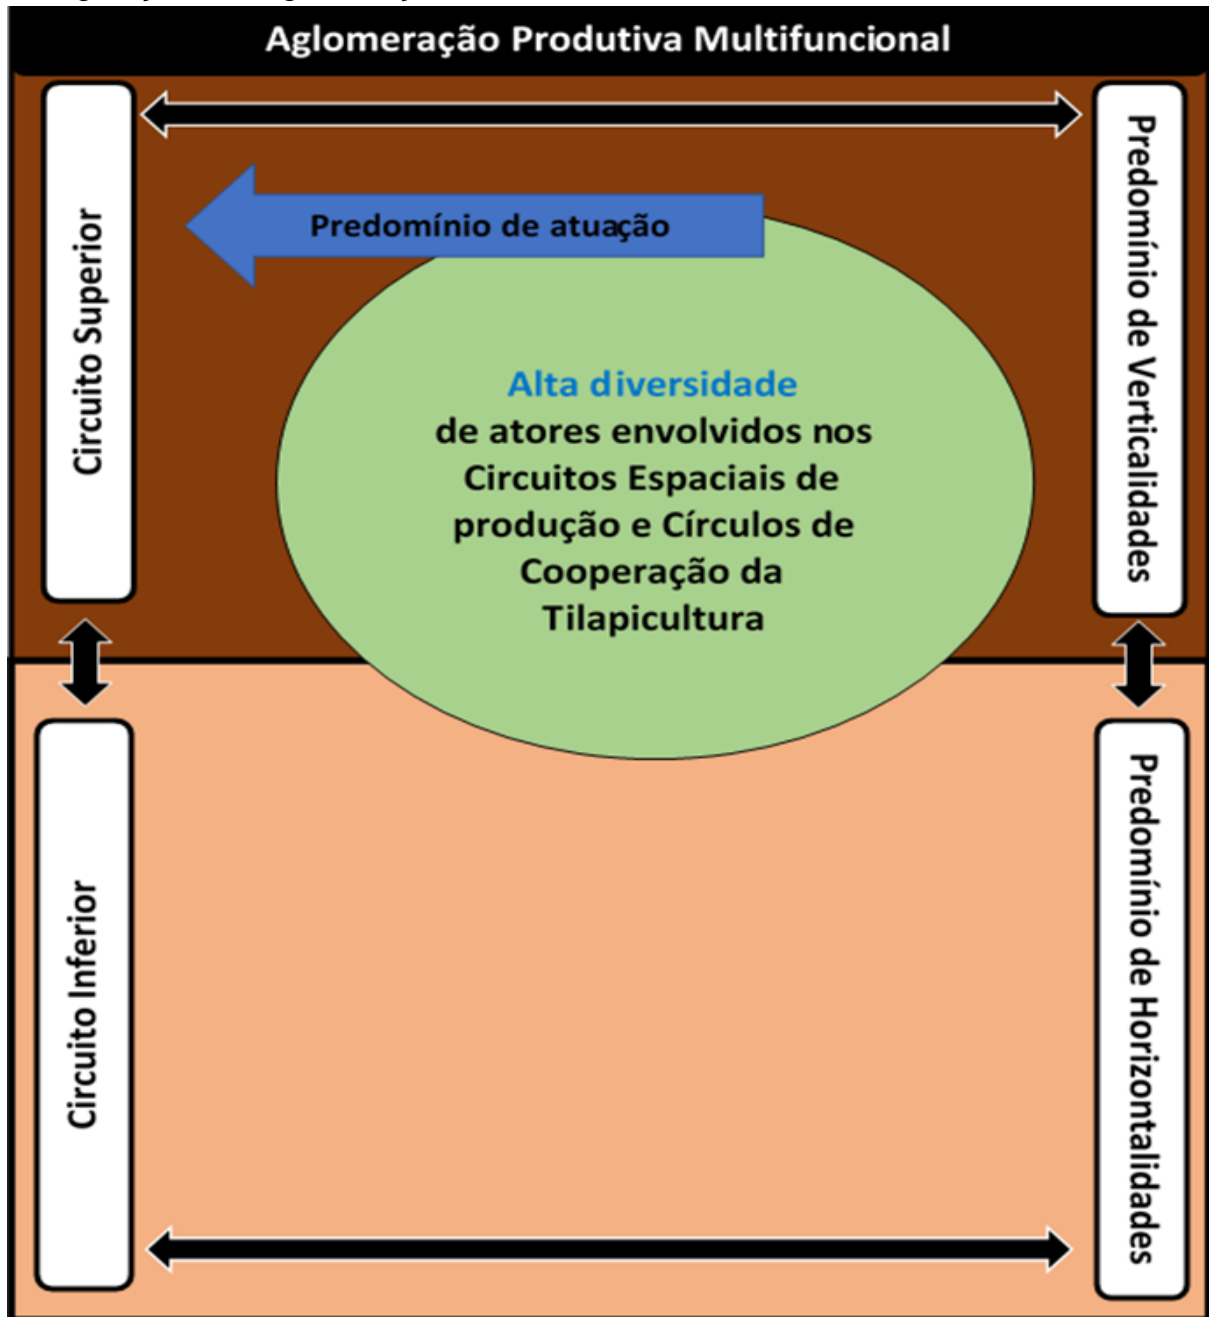 Aglomeração Produtiva Multifuncional
Circuito Superior
Predomínio de atuação
Predomínio de Verticalidades
Alta diversidade
de atores envolvidos nos
Circuitos Espaciais de
produção e Círculos de
Cooperação da
Tilapicultura
Circuito Inferior
Predomínio de Horizontalidades